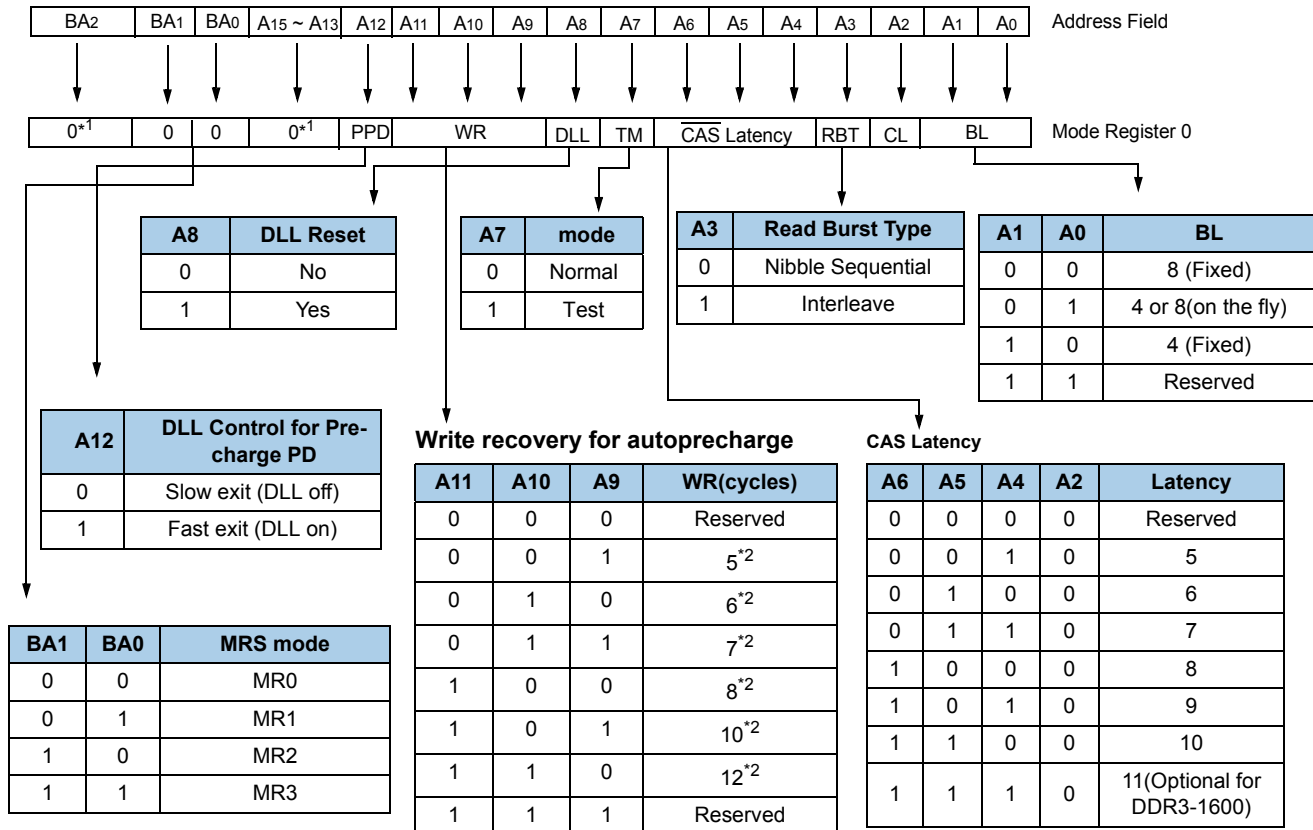 BA2 BA1 BA0 A15 ~ A13 A12 A11 A10 A9 A8 A7 A6 A5 A4 A3 A2 A1 A0 Address Field
0*1 0 0 0*1 PPD WR DLL TM CAS Latency RBT CL BL Mode Register 0
A8 DLL Reset
0 No
1 Yes
A7 mode
0 Normal
1 Test
A3 Read Burst Type
0 Nibble Sequential
1 Interleave
A1 A0 BL
0 0 8 (Fixed)
0 1 4 or 8(on the fly)
1 0 4 (Fixed)
1 1 Reserved
A12 DLL Control for Pre-
charge PD
0 Slow exit (DLL off)
1 Fast exit (DLL on)
Write recovery for autoprecharge
A11 A10 A9 WR(cycles)
0 0 0 Reserved
0 0 1 5*2
0 1 0 6*2
0 1 1 7*2
1 0 0 8*2
1 0 1 10*2
1 1 0 12*2
1 1 1 Reserved
CAS Latency
A6 A5 A4 A2 Latency
0 0 0 0 Reserved
0 0 1 0 5
0 1 0 0 6
0 1 1 0 7
1 0 0 0 8
1 0 1 0 9
1 1 0 0 10
1 1 1 0 11(Optional for
DDR3-1600)
BA1 BA0 MRS mode
0 0 MR0
0 1 MR1
1 0 MR2
1 1 MR3